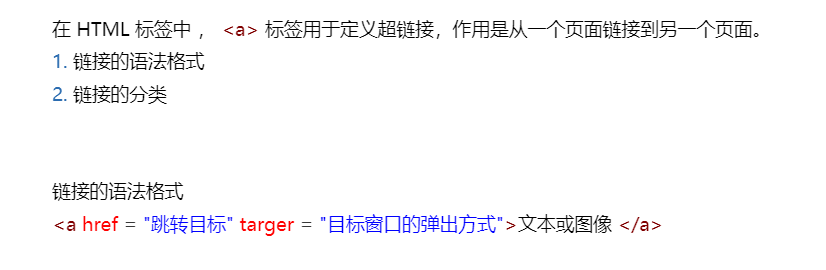 在 HTML 标签中 ， <a> 标签用于定义超链接，作用是从一个页面链接到另一个页面。
1. 链接的语法格式
2. 链接的分类
链接的语法格式
<a href = "跳转目标" targer = "目标窗口的弹出方式">文本或图像 </a>